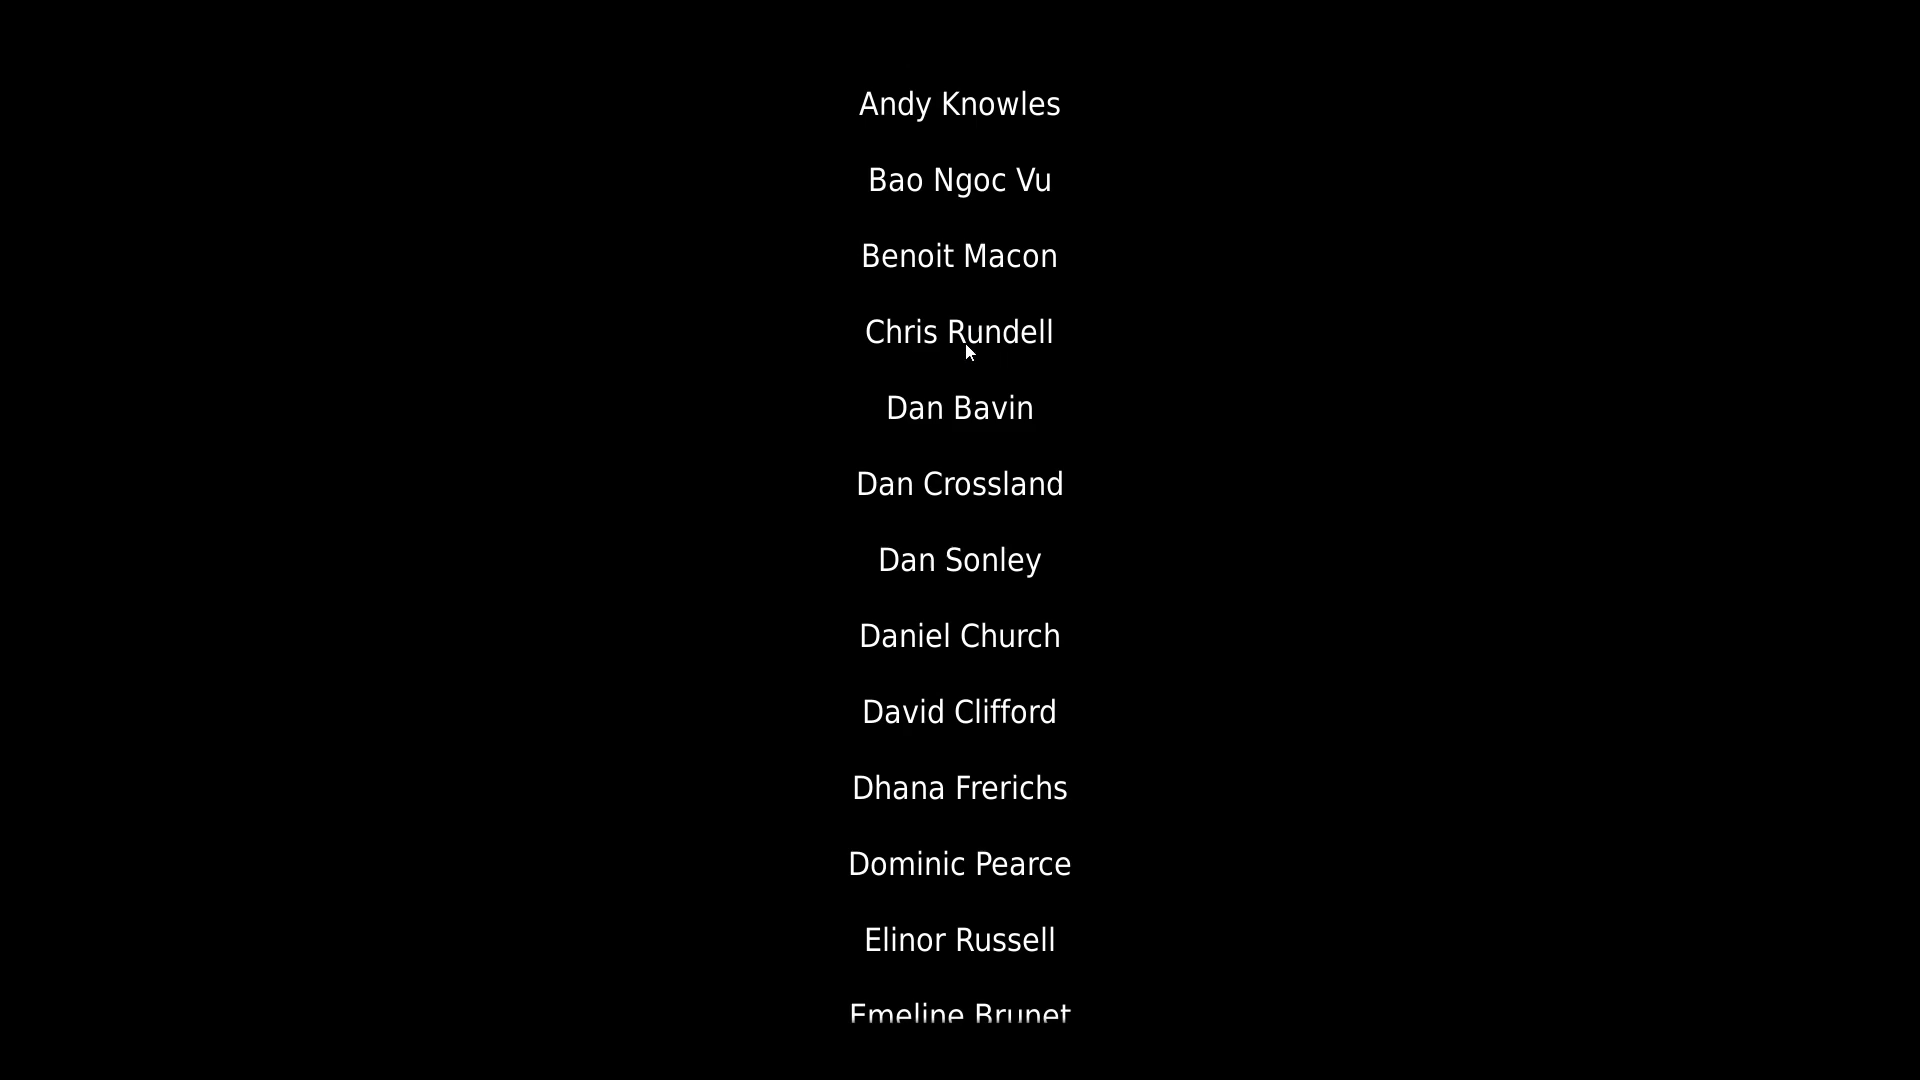 Andy Knowles
Bao Ngoc Vu
Benoit Macon
Chris Rundell
Dan Bavin
Dan Crossland
Dan Sonley
Daniel Church
David Clifford
Dhana Frerichs
Dominic Pearce
Elinor Russell
Emeline Brunet